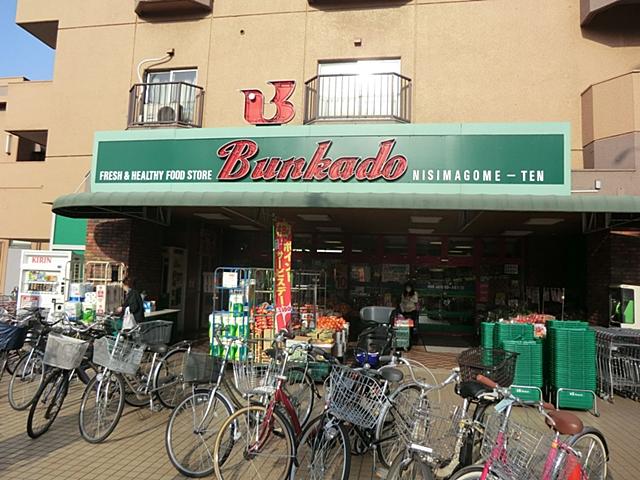 FRESH & HEALTHY FOOD STORE Bunkado NISIMAGOME - TEN
KIRIN